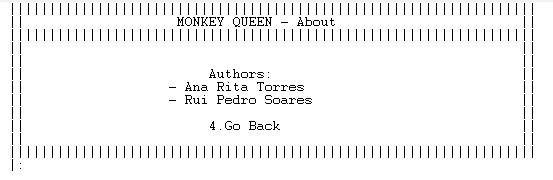 MONKEY QUEEN - About
Authors:
- Ana Rita Torres
- Rui Pedro Soares
4.Go Back
|: